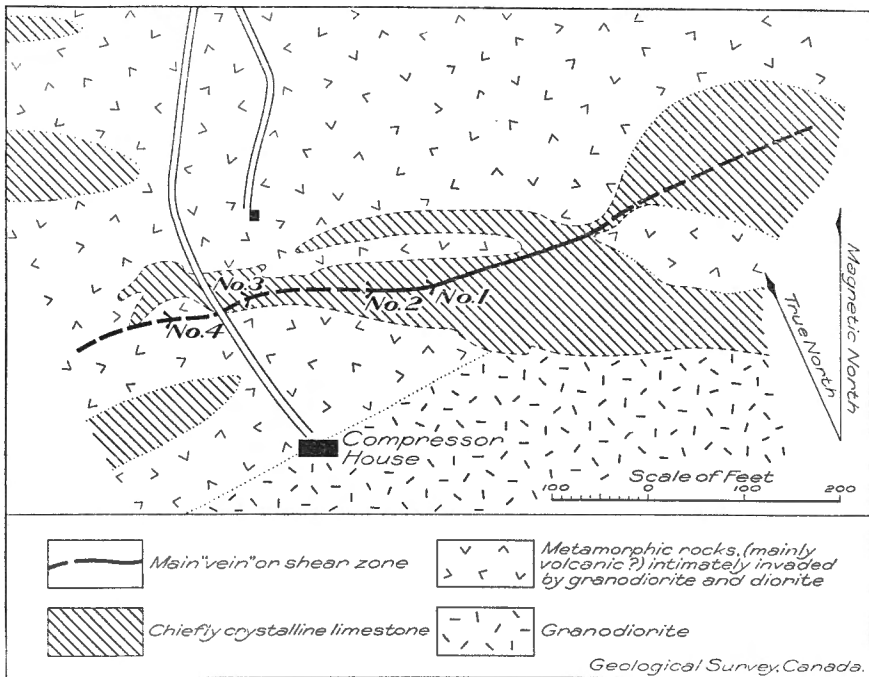 No.3
No.2
No.1
No.4
Magnetic North
True North
Compressor
House
Scale of Feet
100 0 100 200
Main "vein" or shear zone
Metamorphic rocks, (mainly
volcanic?) intimately invaded
by granodiorite and diorite
Chiefly crystalline limestone
Granodiorite
Geological Survey, Canada.